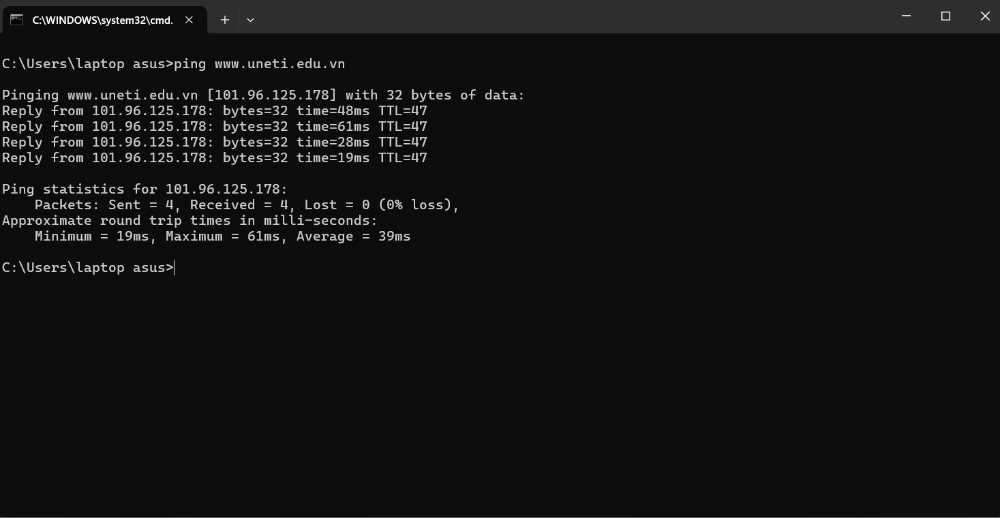 C:\WINDOWS\system32\cmd.
C:\Users\laptop asus>ping www.uneti.edu.vn
Pinging www.uneti.edu.vn [101.96.125.178] with 32 bytes of data:
Reply from 101.96.125.178: bytes=32 time=48ms TTL=47
Reply from 101.96.125.178: bytes=32 time=61ms TTL=47
Reply from 101.96.125.178: bytes=32 time=28ms TTL=47
Reply from 101.96.125.178: bytes=32 time=19ms TTL=47
Ping statistics for 101.96.125.178:
    Packets: Sent = 4, Received = 4, Lost = 0 (0% loss),
Approximate round trip times in milli-seconds:
    Minimum = 19ms, Maximum = 61ms, Average = 39ms
C:\Users\laptop asus>